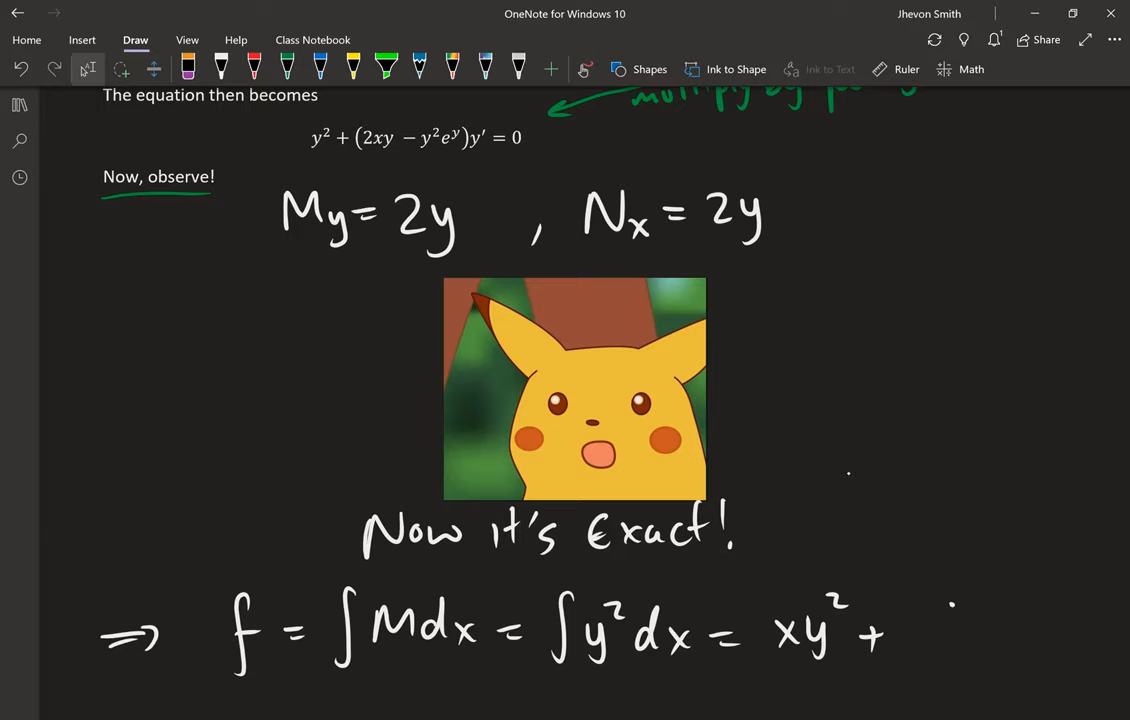 OneNote for Windows 10
Jhevon Smith
Home Insert Draw View Help Class Notebook
Share
Shapes Ink to Shape Ink to Text Ruler Math
The equation then becomes
multiply by
y² + (2xy − y²eʸ)y′ = 0
Now, observe!
My = 2y , Nx = 2y
Now it's Exact!
⇒ f = ∫Mdx = ∫y²dx = xy² +